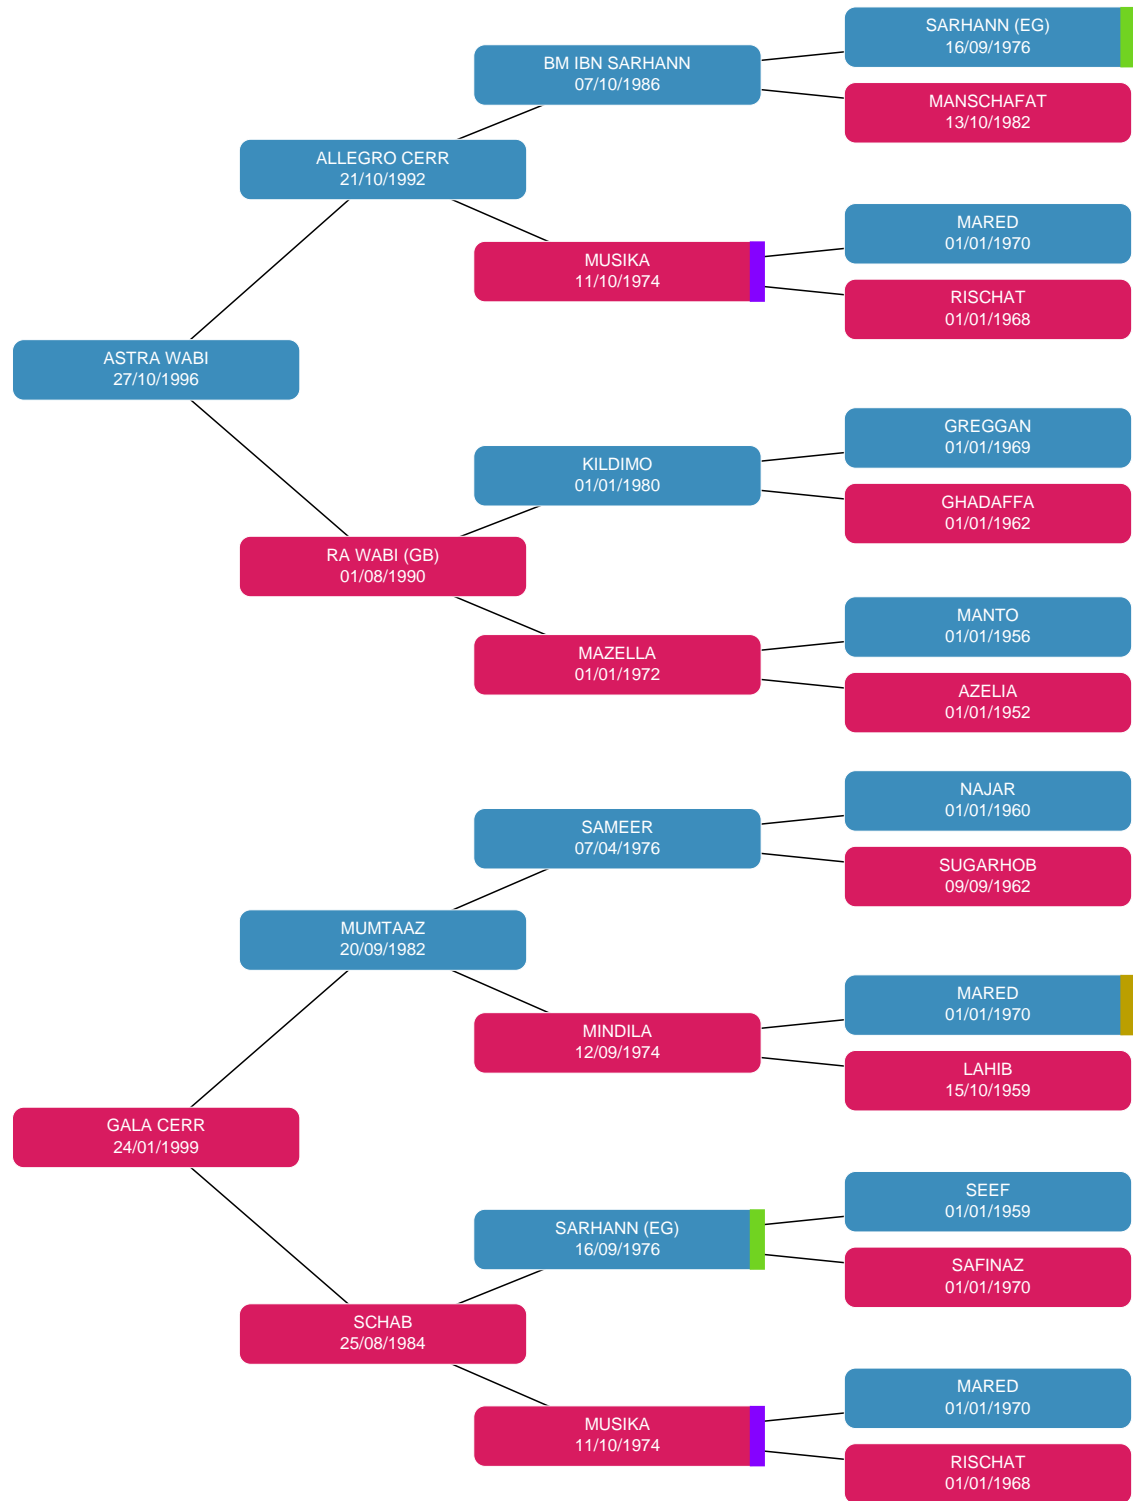 SARHANN (EG)
16/09/1976
BM IBN SARHANN
07/10/1986
MANSCHAFAT
13/10/1982
ALLEGRO CERR
21/10/1992
MARED
01/01/1970
MUSIKA
11/10/1974
RISCHAT
01/01/1968
ASTRA WABI
27/10/1996
GREGGAN
01/01/1969
KILDIMO
01/01/1980
GHADAFFA
01/01/1962
RA WABI (GB)
01/08/1990
MANTO
01/01/1956
MAZELLA
01/01/1972
AZELIA
01/01/1952
NAJAR
01/01/1960
SAMEER
07/04/1976
SUGARHOB
09/09/1962
MUMTAAZ
20/09/1982
MARED
01/01/1970
MINDILA
12/09/1974
LAHIB
15/10/1959
GALA CERR
24/01/1999
SEEF
01/01/1959
SARHANN (EG)
16/09/1976
SAFINAZ
01/01/1970
SCHAB
25/08/1984
MARED
01/01/1970
MUSIKA
11/10/1974
RISCHAT
01/01/1968